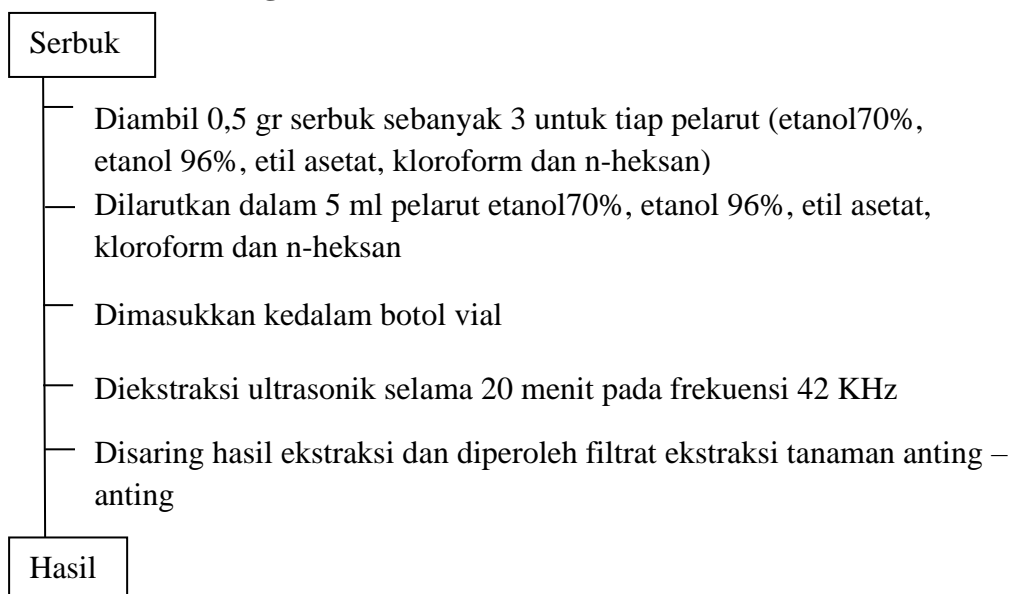 Serbuk
Diambil 0,5 gr serbuk sebanyak 3 untuk tiap pelarut (etanol70%,
etanol 96%, etil asetat, kloroform dan n-heksan)
Dilarutkan dalam 5 ml pelarut etanol70%, etanol 96%, etil asetat,
kloroform dan n-heksan
Dimasukkan kedalam botol vial
Diekstraksi ultrasonik selama 20 menit pada frekuensi 42 KHz
Disaring hasil ekstraksi dan diperoleh filtrat ekstraksi tanaman anting –
anting
Hasil